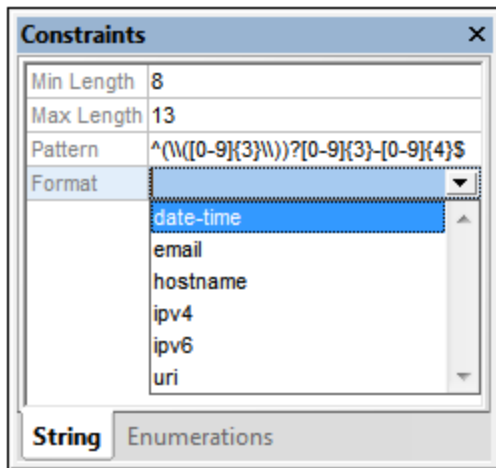 Constraints
Min Length 8
Max Length 13
Pattern ^(\\([0-9]{3}\\))?[0-9]{3}-[0-9]{4}$
Format
date-time
email
hostname
ipv4
ipv6
uri
String Enumerations